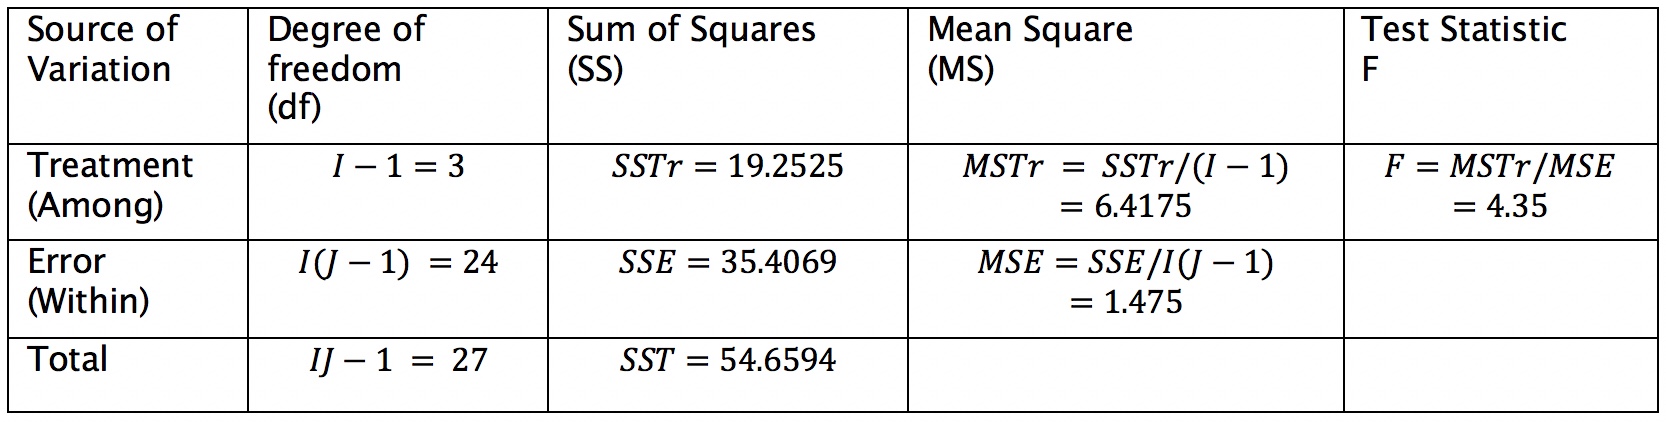 Source of
Variation
Degree of
freedom
(df)
Sum of Squares
(SS)
Mean Square
(MS)
Test Statistic
F
Treatment
(Among)
I − 1 = 3
SSTr = 19.2525
MSTr = SSTr/(I − 1)
= 6.4175
F = MSTr/MSE
= 4.35
Error
(Within)
I(J − 1) = 24
SSE = 35.4069
MSE = SSE/I(J − 1)
= 1.475
Total
IJ − 1 = 27
SST = 54.6594